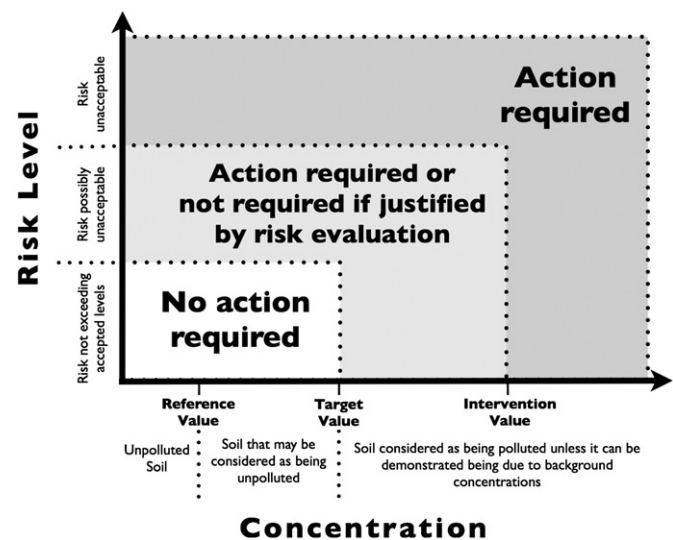 Risk Level
Risk
unacceptable
Risk possibly
unacceptable
Risk not exceeding
accepted levels
Action
required
Action required or
not required if justified
by risk evaluation
No action
required
Reference
Value
Target
Value
Intervention
Value
Unpolluted
Soil
Soil that may be
considered as being
unpolluted
Soil considered as being polluted unless it can be
demonstrated being due to background
concentrations
Concentration